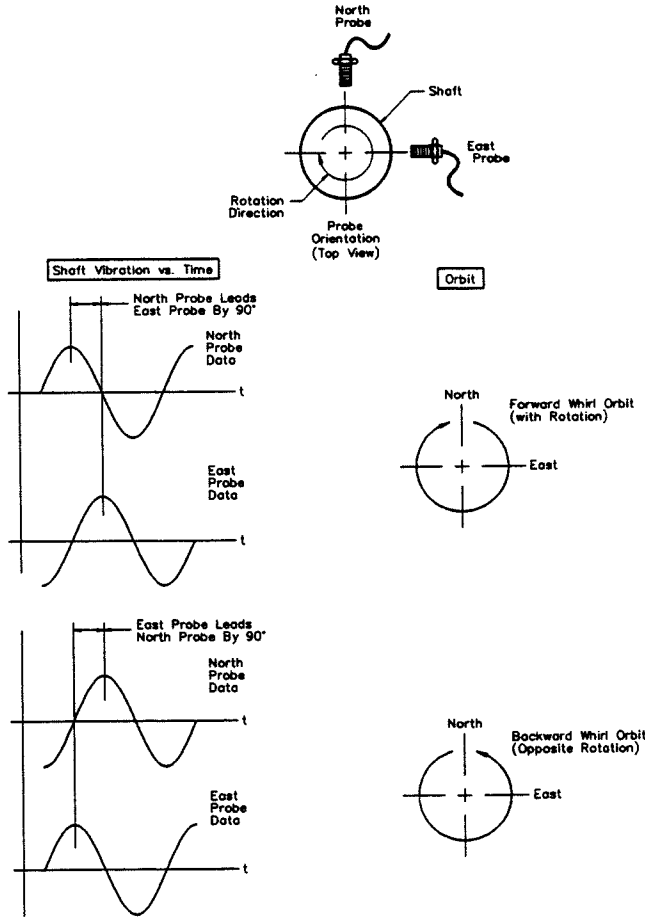 North
Probe
Shaft
East
Probe
Rotation
Direction
Probe
Orientation
(Top View)
Shaft Vibration vs. Time
Orbit
North Probe Leads
East Probe By 90°
North
Probe
Data
t
North
East
Forward Whirl Orbit
(with Rotation)
East
Probe
Data
t
East Probe Leads
North Probe By 90°
North
Probe
Data
t
North
East
Backward Whirl Orbit
(Opposite Rotation)
East
Probe
Data
t